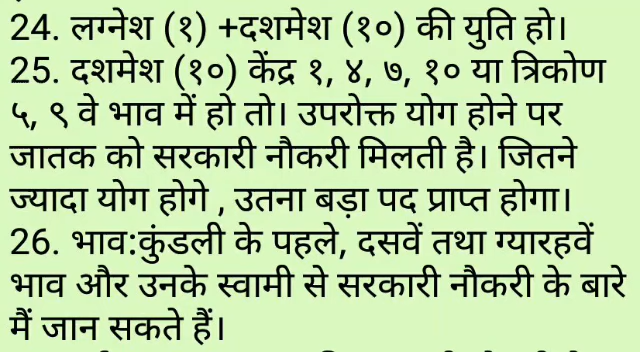 24. लग्नेश (१) +दशमेश (१०) की युति हो।
25. दशमेश (१०) केंद्र १, ४, ७, १० या त्रिकोण
५, ९ वे भाव में हो तो। उपरोक्त योग होने पर
जातक को सरकारी नौकरी मिलती है। जितने
ज्यादा योग होगे , उतना बड़ा पद प्राप्त होगा।
26. भाव:कुंडली के पहले, दसवें तथा ग्यारहवें
भाव और उनके स्वामी से सरकारी नौकरी के बारे
मैं जान सकते हैं।